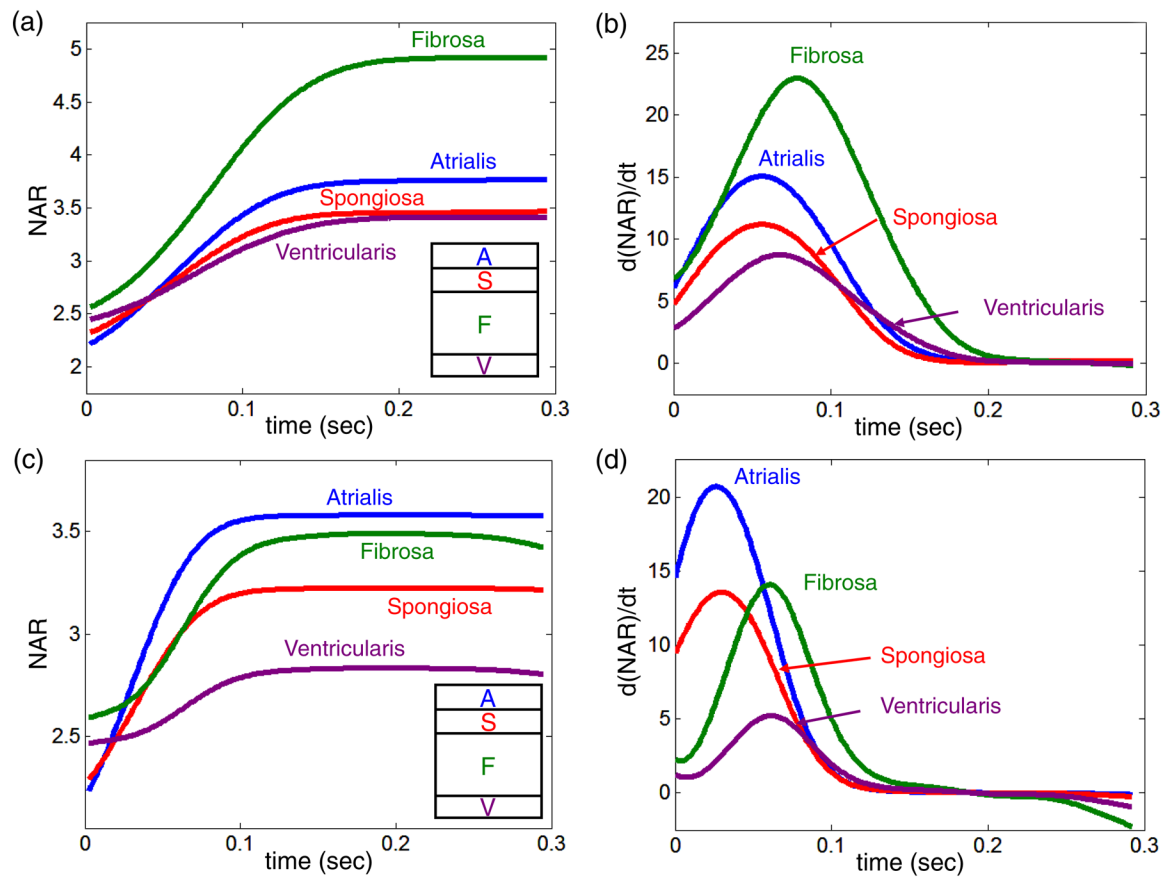 (a)
NAR
5
4.5
4
3.5
3
2.5
2
Fibrosa
Atrialis
Spongiosa
Ventricularis
A
S
F
V
0 0.1 0.2 0.3
time (sec)
(b)
d(NAR)/dt
25
20
15
10
5
0
Fibrosa
Atrialis
Spongiosa
Ventricularis
0 0.1 0.2 0.3
time (sec)
(c)
NAR
3.5
3
2.5
Atrialis
Fibrosa
Spongiosa
Ventricularis
A
S
F
V
0 0.1 0.2 0.3
time (sec)
(d)
d(NAR)/dt
20
15
10
5
0
Atrialis
Fibrosa
Spongiosa
Ventricularis
0 0.1 0.2 0.3
time (sec)